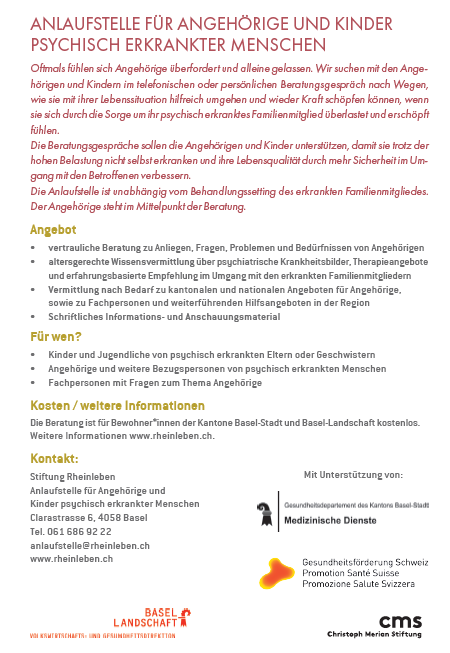 ANLAUFSTELLE FÜR ANGEHÖRIGE UND KINDER
PSYCHISCH ERKRANKTER MENSCHEN
Oftmals fühlen sich Angehörige überfordert und alleine gelassen. Wir suchen mit den Ange-
hörigen und Kindern im telefonischen oder persönlichen Beratungsgespräch nach Wegen,
wie sie mit ihrer Lebenssituation hilfreich umgehen und wieder Kraft schöpfen können, wenn
sie sich durch die Sorge um ihr psychisch erkranktes Familienmitglied überlastet und erschöpft
fühlen.
Die Beratungsgespräche sollen die Angehörigen und Kinder unterstützen, damit sie trotz der
hohen Belastung nicht selbst erkranken und ihre Lebensqualität durch mehr Sicherheit im Um-
gang mit den Betroffenen verbessern.
Die Anlaufstelle ist unabhängig vom Behandlungssetting des erkrankten Familienmitgliedes.
Der Angehörige steht im Mittelpunkt der Beratung.
Angebot
• vertrauliche Beratung zu Anliegen, Fragen, Problemen und Bedürfnissen von Angehörigen
• altersgerechte Wissensvermittlung über psychiatrische Krankheitsbilder, Therapieangebote
und erfahrungsbasierte Empfehlung im Umgang mit den erkrankten Familienmitgliedern
• Vermittlung nach Bedarf zu kantonalen und nationalen Angeboten für Angehörige,
sowie zu Fachpersonen und weiterführenden Hilfsangeboten in der Region
• Schriftliches Informations- und Anschauungsmaterial
Für wen?
• Kinder und Jugendliche von psychisch erkrankten Eltern oder Geschwistern
• Angehörige und weitere Bezugspersonen von psychisch erkrankten Menschen
• Fachpersonen mit Fragen zum Thema Angehörige
Kosten / weitere Informationen
Die Beratung ist für Bewohner*innen der Kantone Basel-Stadt und Basel-Landschaft kostenlos.
Weitere Informationen www.rheinleben.ch.
Kontakt:
Stiftung Rheinleben
Anlaufstelle für Angehörige und
Kinder psychisch erkrankter Menschen
Clarastrasse 6, 4058 Basel
Tel. 061 686 92 22
anlaufstelle@rheinleben.ch
www.rheinleben.ch
Mit Unterstützung von:
Gesundheitsdepartement des Kantons Basel-Stadt
Medizinische Dienste
Gesundheitsförderung Schweiz
Promotion Santé Suisse
Promozione Salute Svizzera
BASEL
LANDSCHAFT
VOLKSWIRTSCHAFTS- UND GESUNDHEITSDIREKTION
cms
Christoph Merian Stiftung